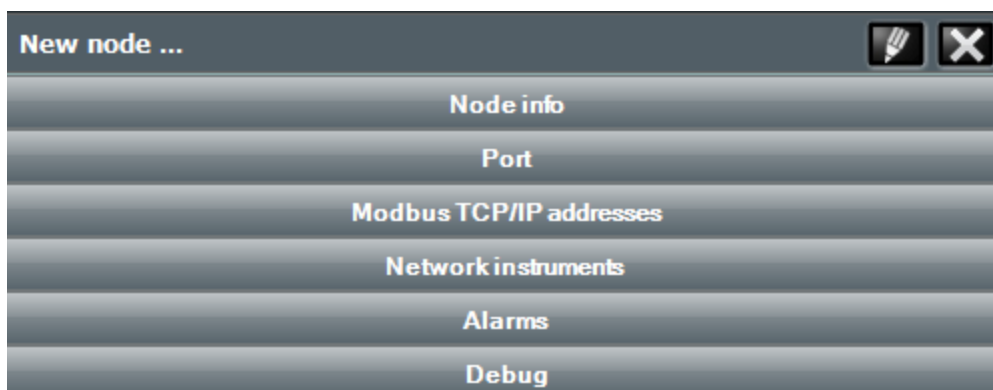 New node ...
Node info
Port
Modbus TCP/IP addresses
Network instruments
Alarms
Debug